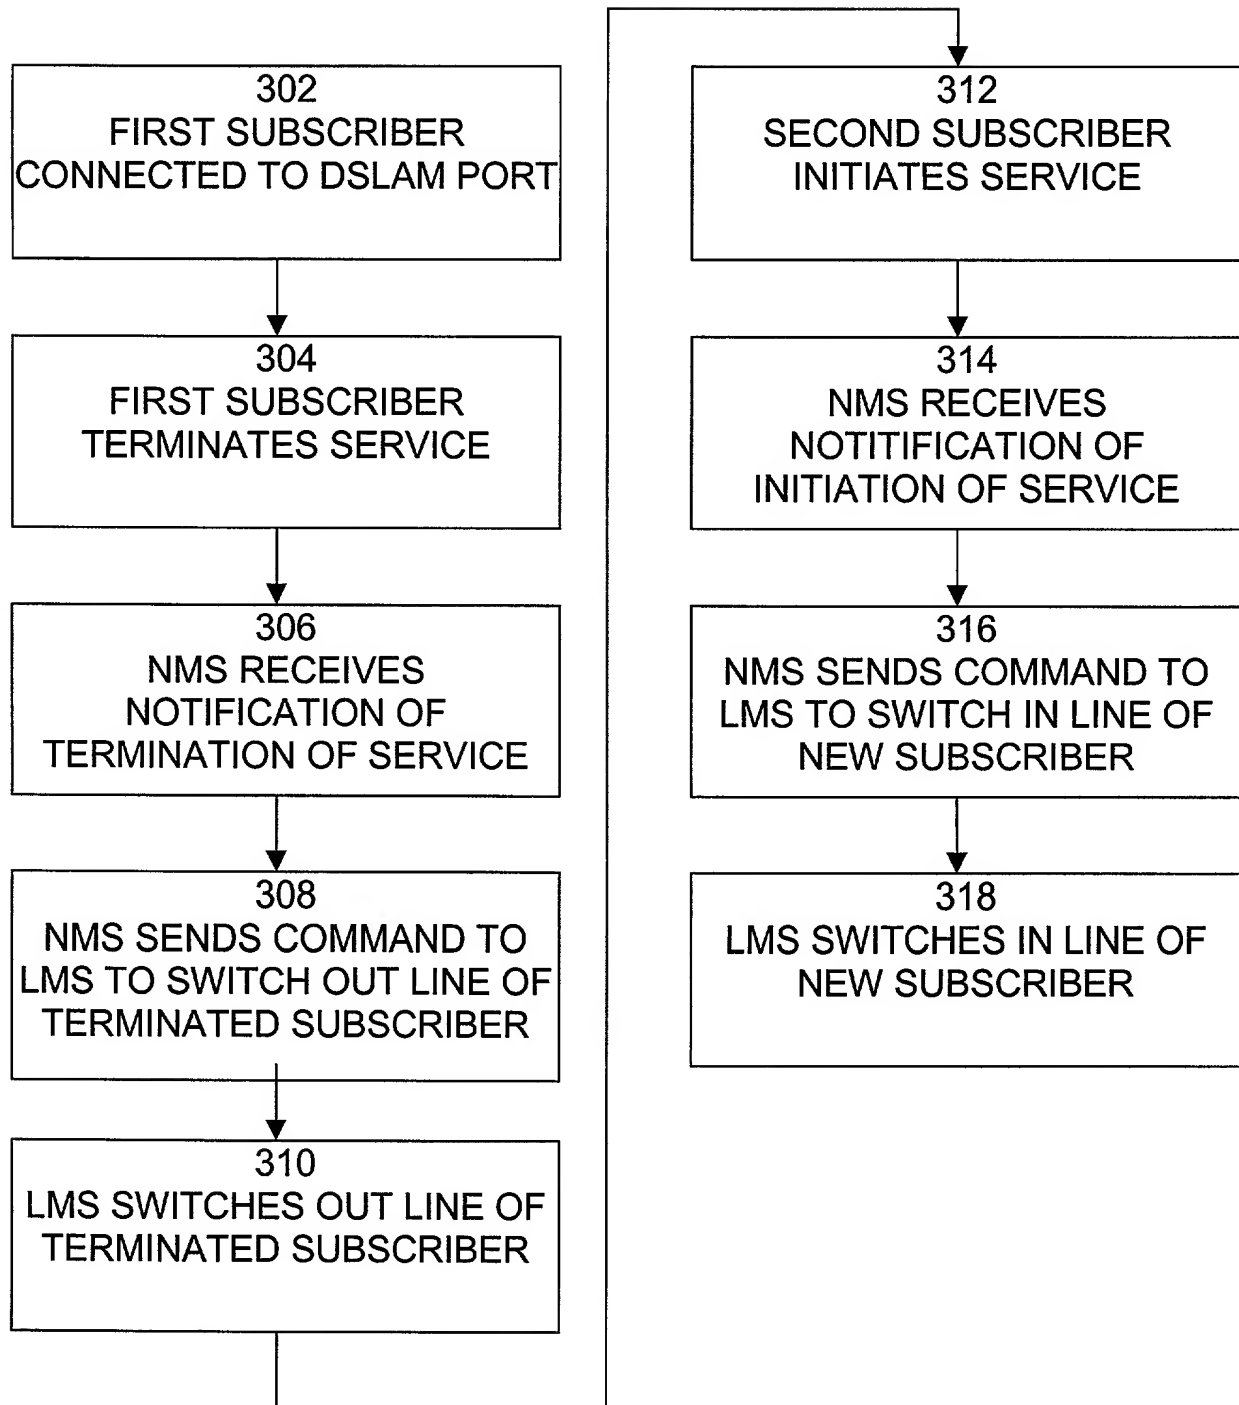 302
FIRST SUBSCRIBER
CONNECTED TO DSLAM PORT
304
FIRST SUBSCRIBER
TERMINATES SERVICE
306
NMS RECEIVES
NOTIFICATION OF
TERMINATION OF SERVICE
308
NMS SENDS COMMAND TO
LMS TO SWITCH OUT LINE OF
TERMINATED SUBSCRIBER
310
LMS SWITCHES OUT LINE OF
TERMINATED SUBSCRIBER
312
SECOND SUBSCRIBER
INITIATES SERVICE
314
NMS RECEIVES
NOTITIFICATION OF
INITIATION OF SERVICE
316
NMS SENDS COMMAND TO
LMS TO SWITCH IN LINE OF
NEW SUBSCRIBER
318
LMS SWITCHES IN LINE OF
NEW SUBSCRIBER